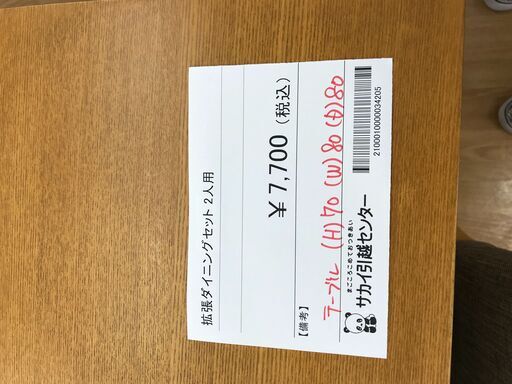 拡張ダイニングセット 2人用
¥7,700(税込)
【備考】
テーブル (H)70 (W)80 (D)80
まごころこめておつきあい
サカイ引越センター
2100010000034205